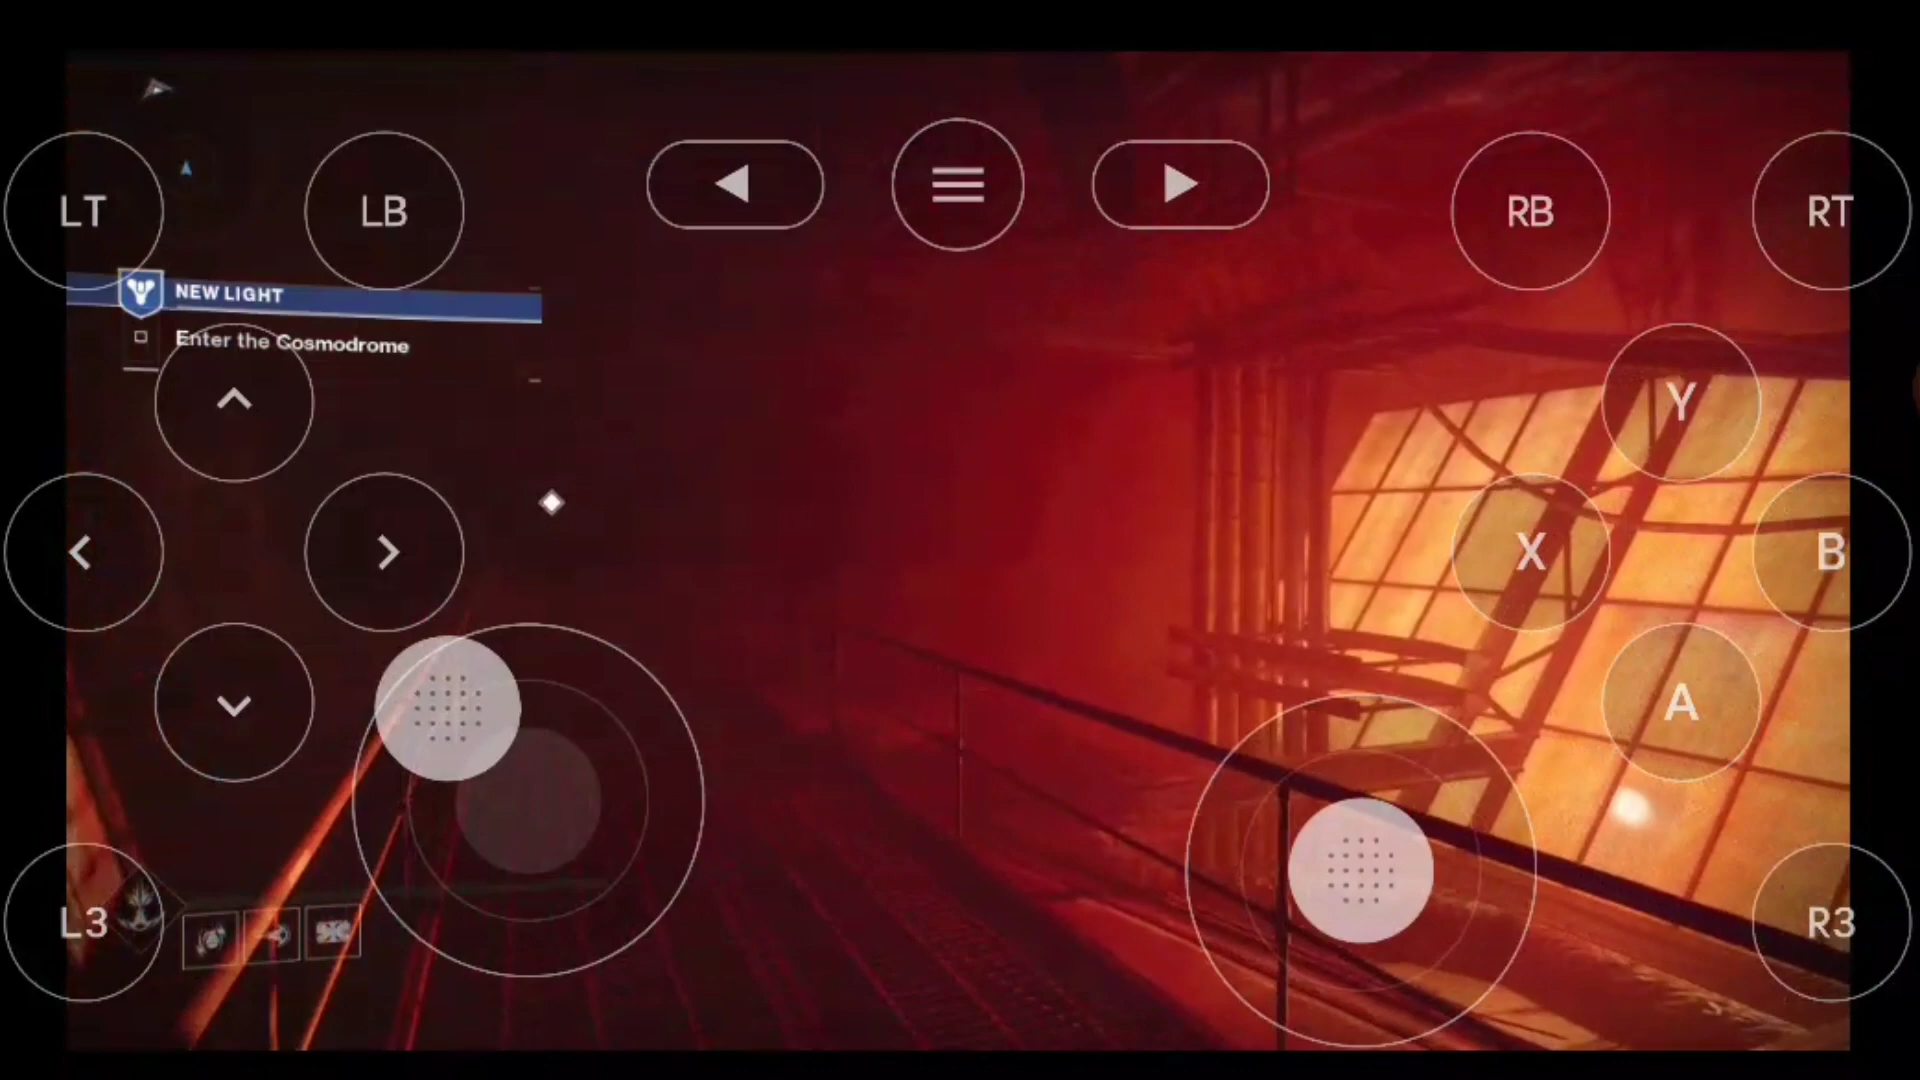 LT
LB
RB
RT
NEW LIGHT
Enter the Cosmodrome
Y
X
B
A
L3
R3